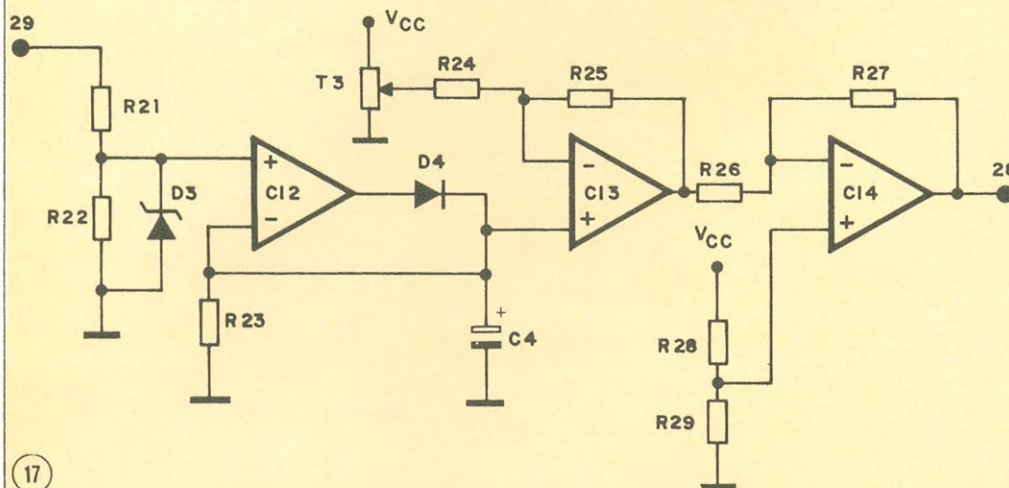 29
VCC
T3
R24
R25
R27
R21
R22
D3
+
-
CI2
D4
-
+
CI3
R26
-
+
CI4
28
R23
+
C4
VCC
R28
R29
17